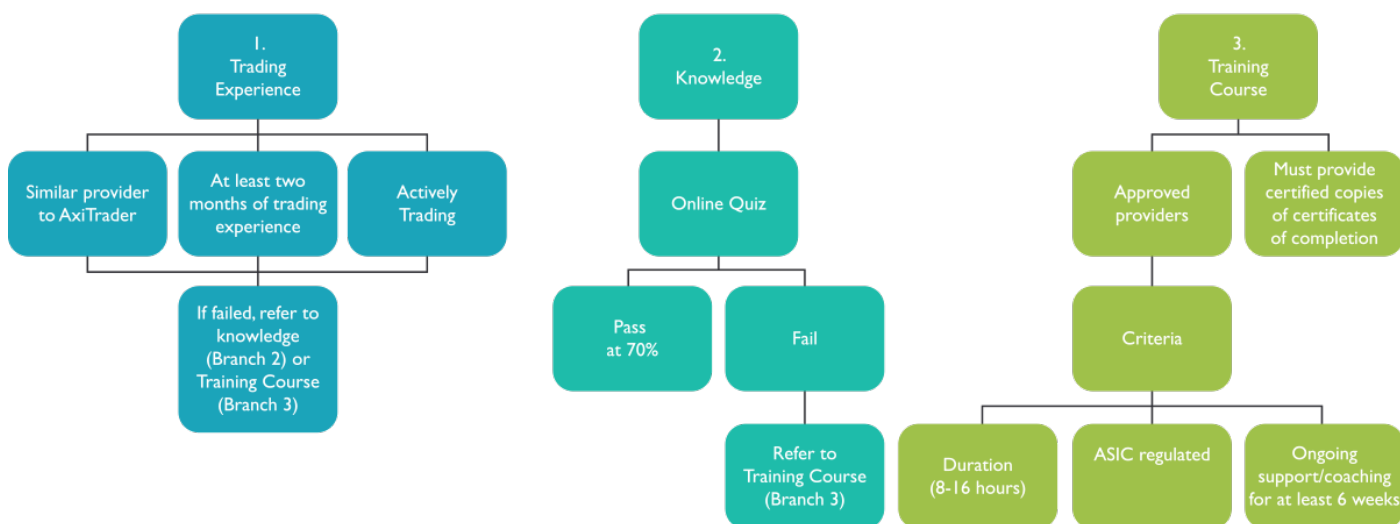 1.
Trading
Experience
Similar provider
to AxiTrader
At least two
months of trading
experience
Actively
Trading
If failed, refer to
knowledge
(Branch 2) or
Training Course
(Branch 3)
2.
Knowledge
Online Quiz
Pass
at 70%
Fail
Refer to
Training Course
(Branch 3)
3.
Training
Course
Approved
providers
Must provide
certified copies
of certificates
of completion
Criteria
Duration
(8-16 hours)
ASIC regulated
Ongoing
support/coaching
for at least 6 weeks